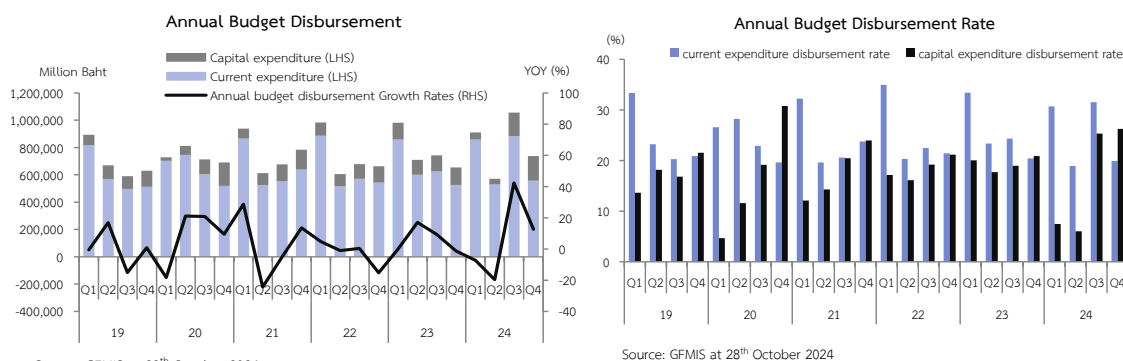 Annual Budget Disbursement
Capital expenditure (LHS)
Million Baht
Current expenditure (LHS)
YOY (%)
Annual budget disbursement Growth Rates (RHS)
1,200,000
1,000,000
800,000
600,000
400,000
200,000
0
-200,000
-400,000
100
80
60
40
20
0
-20
-40
Q1 Q2 Q3 Q4 Q1 Q2 Q3 Q4 Q1 Q2 Q3 Q4 Q1 Q2 Q3 Q4 Q1 Q2 Q3 Q4 Q1 Q2 Q3 Q4
19 20 21 22 23 24
Annual Budget Disbursement Rate
(%)
current expenditure disbursement rate
capital expenditure disbursement rate
40
30
20
10
0
Q1 Q2 Q3 Q4 Q1 Q2 Q3 Q4 Q1 Q2 Q3 Q4 Q1 Q2 Q3 Q4 Q1 Q2 Q3 Q4 Q1 Q2 Q3 Q4
19 20 21 22 23 24
Source: GFMIS at 28th October 2024